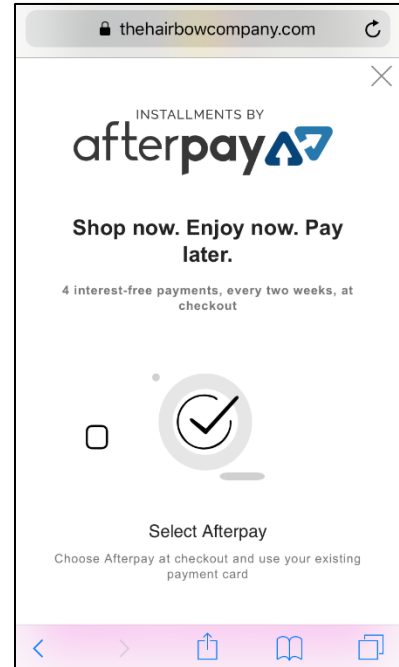 thehairbowcompany.com
INSTALLMENTS BY
afterpay
Shop now. Enjoy now. Pay
later.
4 interest-free payments, every two weeks, at
checkout
Select Afterpay
Choose Afterpay at checkout and use your existing
payment card